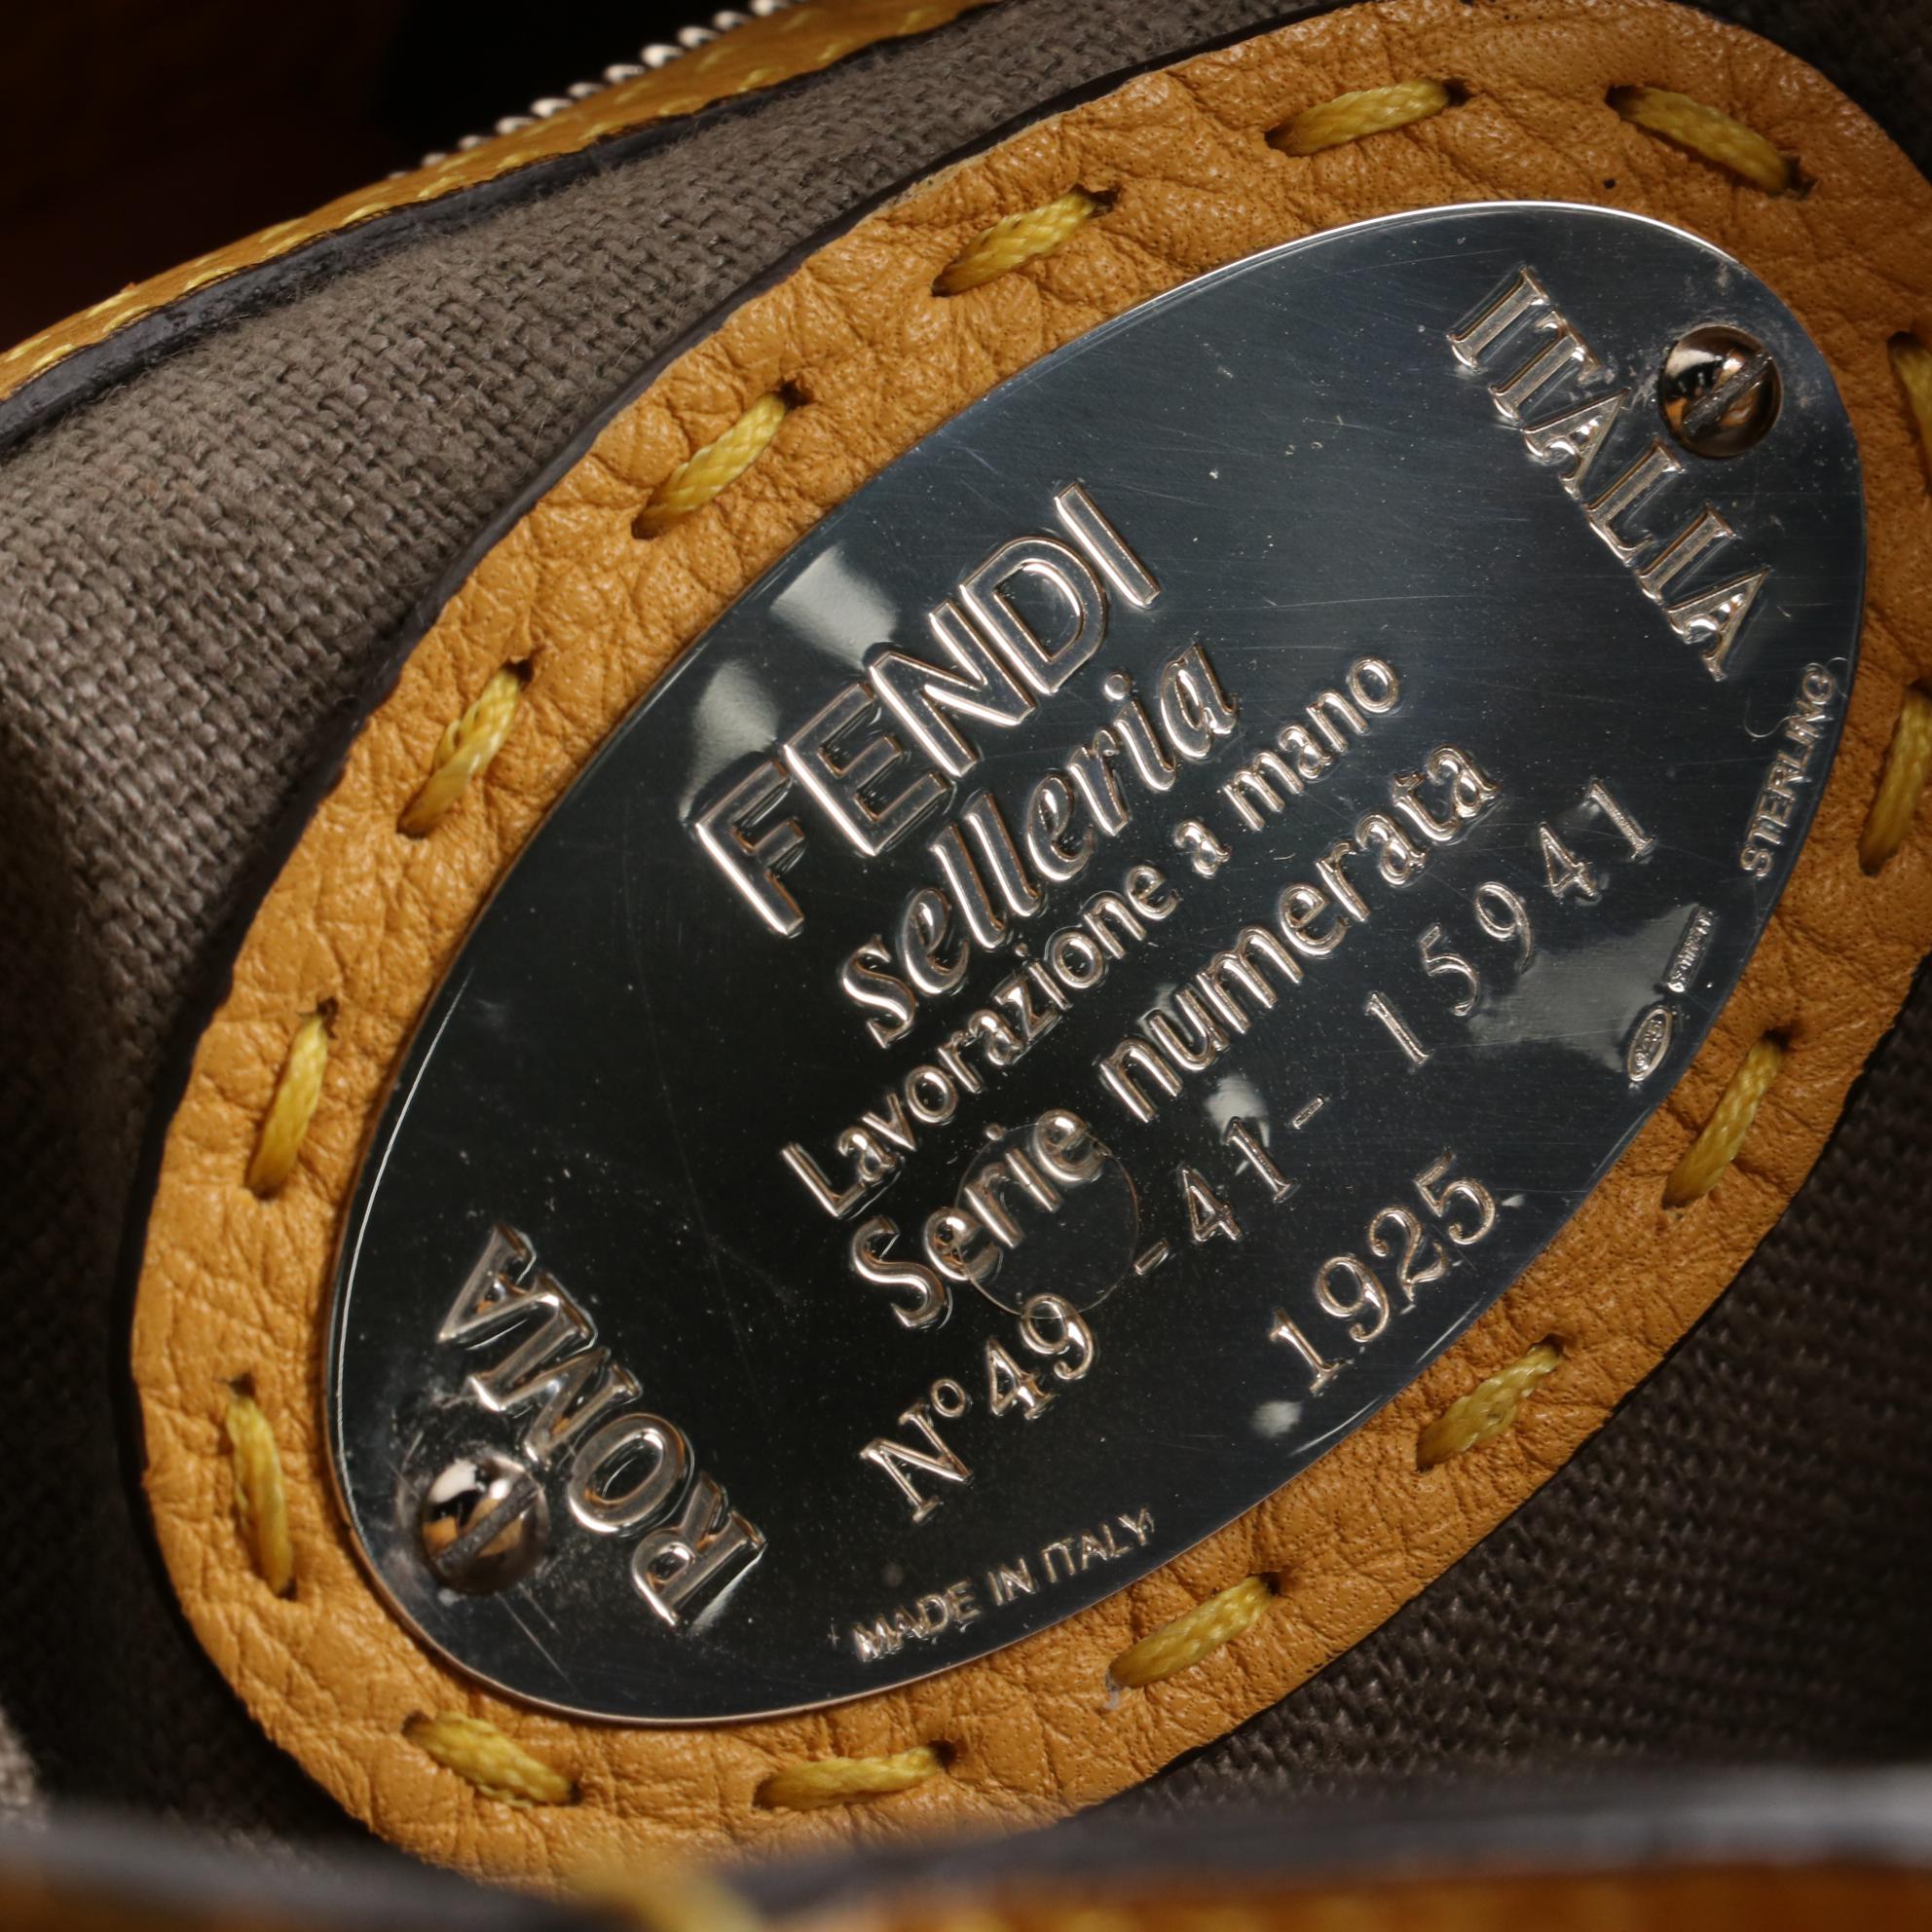 FENDI
selleria
Lavorazione a mano
Serie numerata
N° 49 - 41 - 15941
1925
MADE IN ITALY
ROMA
ITALIA
STERLING